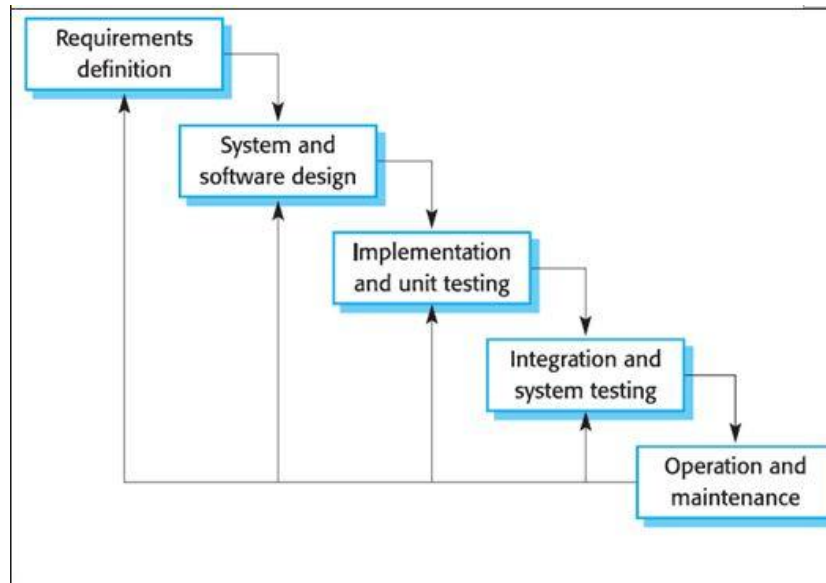 Requirements
definition
System and
software design
Implementation
and unit testing
Integration and
system testing
Operation and
maintenance